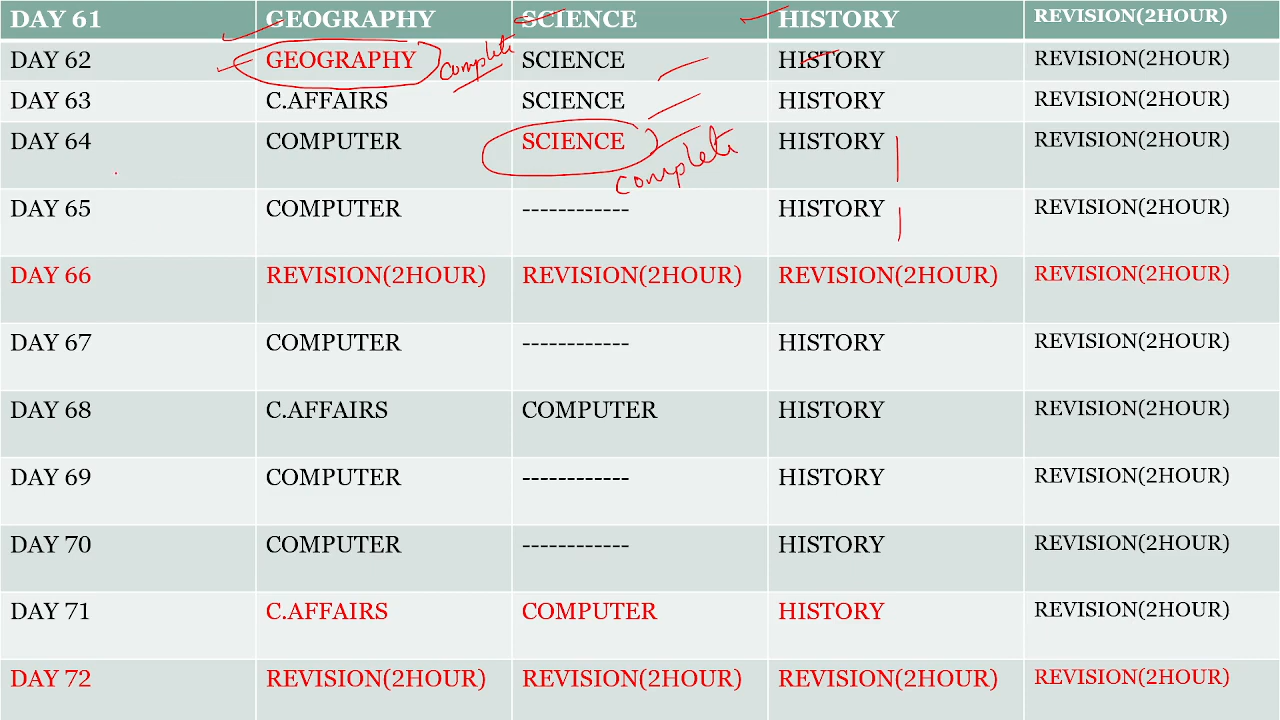 DAY 61 GEOGRAPHY SCIENCE HISTORY REVISION(2HOUR)
DAY 62 GEOGRAPHY complete SCIENCE HISTORY REVISION(2HOUR)
DAY 63 C.AFFAIRS SCIENCE HISTORY REVISION(2HOUR)
DAY 64 COMPUTER SCIENCE complete HISTORY REVISION(2HOUR)
DAY 65 COMPUTER ------------ HISTORY REVISION(2HOUR)
DAY 66 REVISION(2HOUR) REVISION(2HOUR) REVISION(2HOUR) REVISION(2HOUR)
DAY 67 COMPUTER ------------ HISTORY REVISION(2HOUR)
DAY 68 C.AFFAIRS COMPUTER HISTORY REVISION(2HOUR)
DAY 69 COMPUTER ------------ HISTORY REVISION(2HOUR)
DAY 70 COMPUTER ------------ HISTORY REVISION(2HOUR)
DAY 71 C.AFFAIRS COMPUTER HISTORY REVISION(2HOUR)
DAY 72 REVISION(2HOUR) REVISION(2HOUR) REVISION(2HOUR) REVISION(2HOUR)